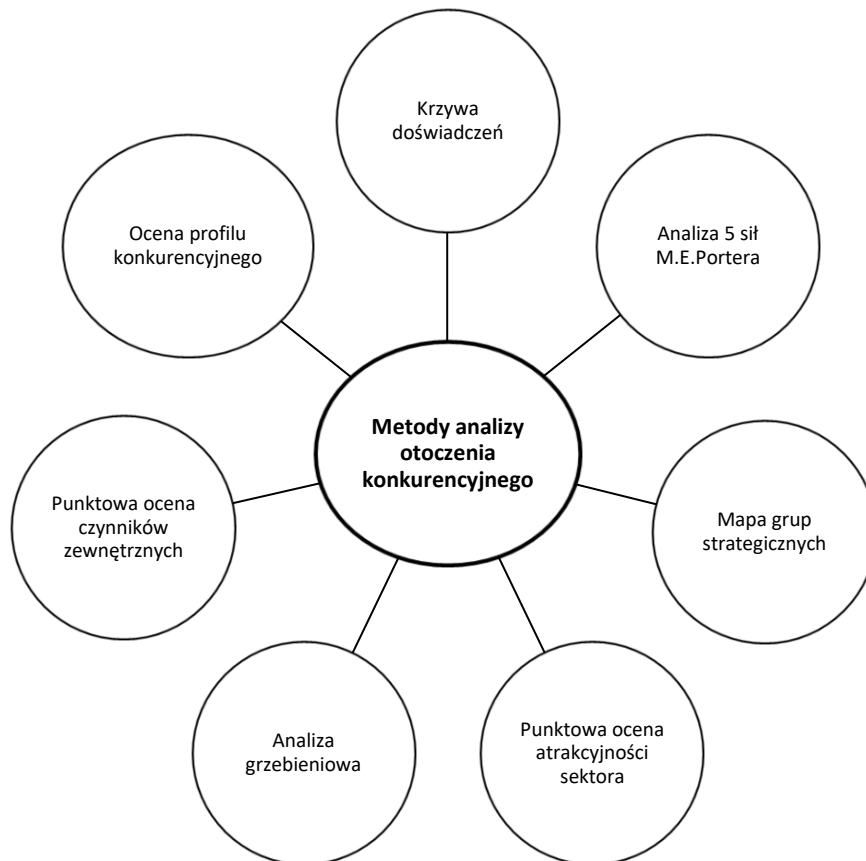 Krzywa
doświadczeń
Ocena profilu
konkurencyjnego
Analiza 5 sił
M.E.Portera
Metody analizy
otoczenia
konkurencyjnego
Punktowa ocena
czynników
zewnętrznych
Mapa grup
strategicznych
Analiza
grzebieniowa
Punktowa ocena
atrakcyjności
sektora